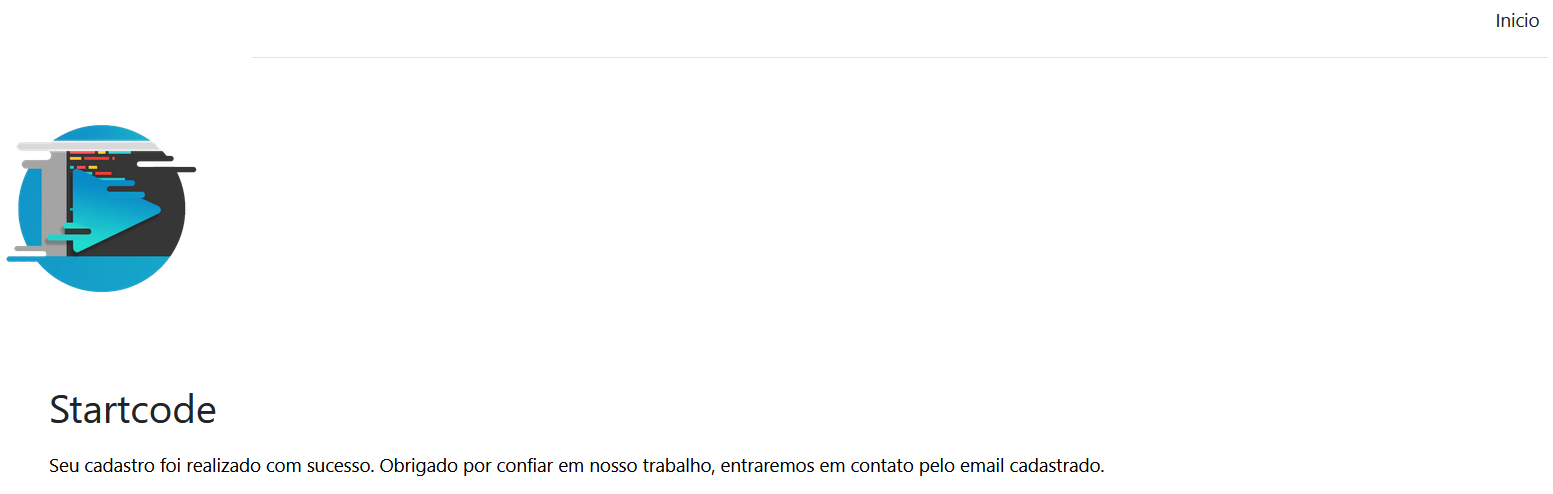 Inicio
Startcode
Seu cadastro foi realizado com sucesso. Obrigado por confiar em nosso trabalho, entraremos em contato pelo email cadastrado.